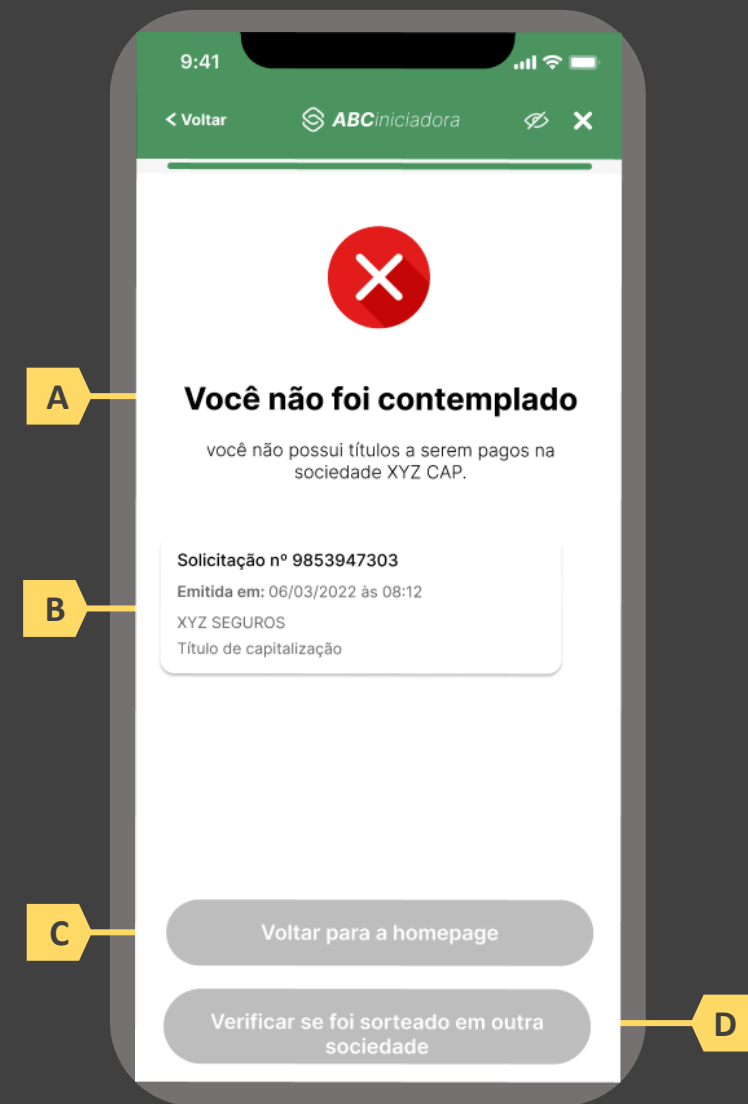 9:41
Voltar
ABCiniciadora
A
Você não foi contemplado
você não possui títulos a serem pagos na
sociedade XYZ CAP.
Solicitação nº 9853947303
Emitida em: 06/03/2022 às 08:12
B
XYZ SEGUROS
Título de capitalização
C
Voltar para a homepage
Verificar se foi sorteado em outra
sociedade
D